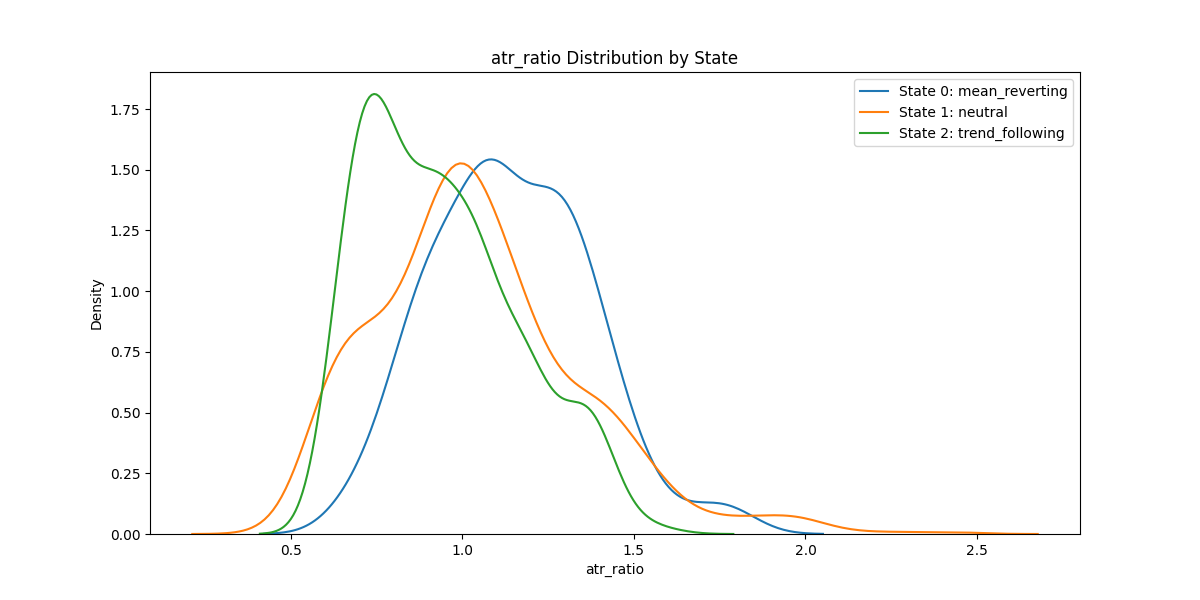 atr_ratio Distribution by State
State 0: mean_reverting
State 1: neutral
State 2: trend_following
Density
1.75
1.50
1.25
1.00
0.75
0.50
0.25
0.00
0.5 1.0 1.5 2.0 2.5
atr_ratio